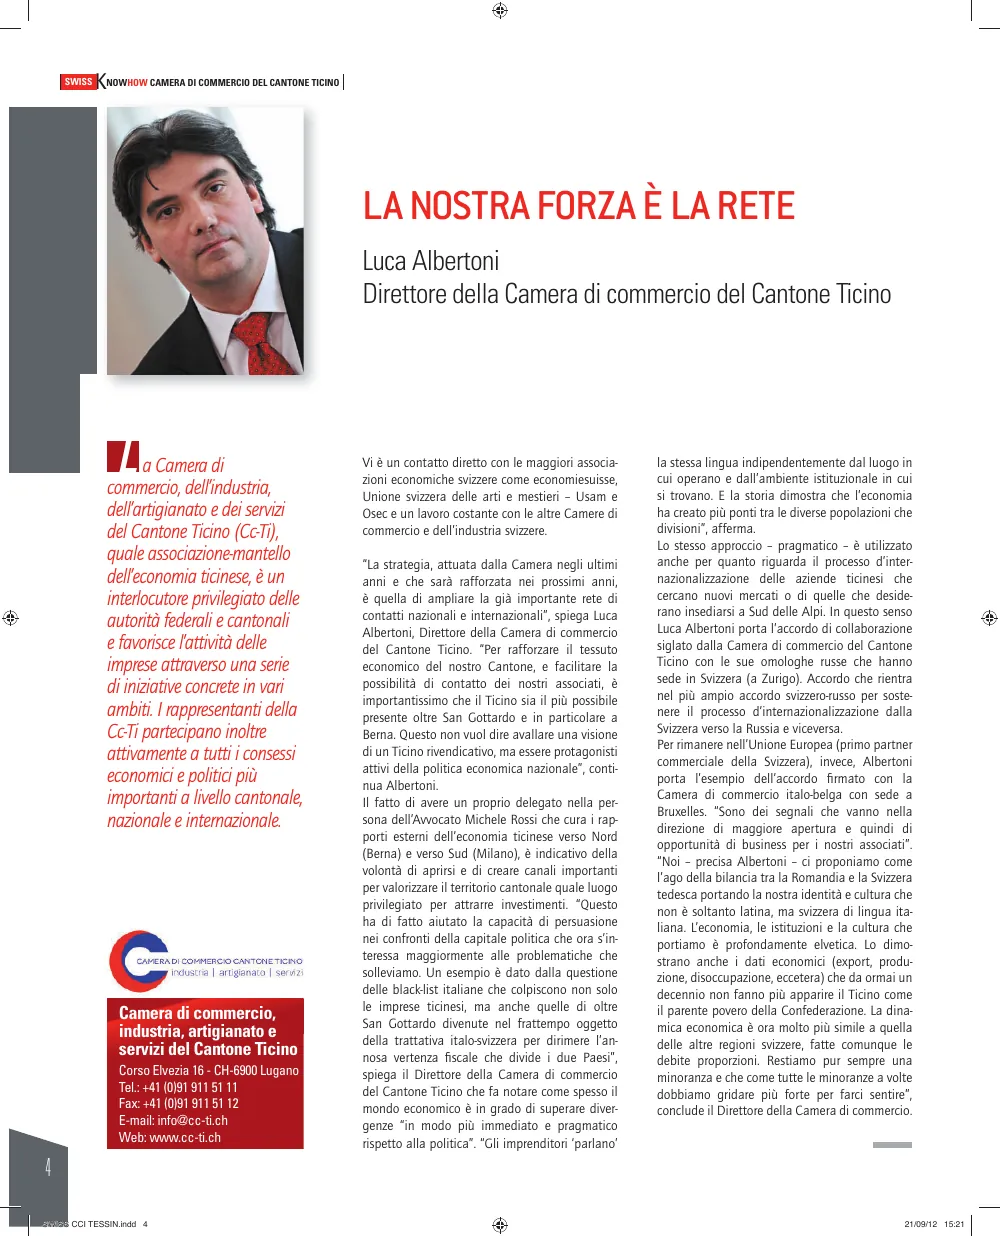 SWISS KNOWHOW CAMERA DI COMMERCIO DEL CANTONE TICINO
LA NOSTRA FORZA È LA RETE
Luca Albertoni
Direttore della Camera di commercio del Cantone Ticino
La Camera di
commercio, dell'industria,
dell'artigianato e dei servizi
del Cantone Ticino (Cc-Ti),
quale associazione-mantello
dell'economia ticinese, è un
interlocutore privilegiato delle
autorità federali e cantonali
e favorisce l'attività delle
imprese attraverso una serie
di iniziative concrete in vari
ambiti. I rappresentanti della
Cc-Ti partecipano inoltre
attivamente a tutti i consessi
economici e politici più
importanti a livello cantonale,
nazionale e internazionale.
CAMERA DI COMMERCIO CANTONE TICINO
industria | artigianato | servizi
Camera di commercio,
industria, artigianato e
servizi del Cantone Ticino
Corso Elvezia 16 - CH-6900 Lugano
Tel.: +41 (0)91 911 51 11
Fax: +41 (0)91 911 51 12
E-mail: info@cc-ti.ch
Web: www.cc-ti.ch
Vi è un contatto diretto con le maggiori associa-
zioni economiche svizzere come economiesuisse,
Unione svizzera delle arti e mestieri – Usam e
Osec e un lavoro costante con le altre Camere di
commercio e dell'industria svizzere.
"La strategia, attuata dalla Camera negli ultimi
anni e che sarà rafforzata nei prossimi anni,
è quella di ampliare la già importante rete di
contatti nazionali e internazionali", spiega Luca
Albertoni, Direttore della Camera di commercio
del Cantone Ticino. "Per rafforzare il tessuto
economico del nostro Cantone, e facilitare la
possibilità di contatto dei nostri associati, è
importantissimo che il Ticino sia il più possibile
presente oltre San Gottardo e in particolare a
Berna. Questo non vuol dire avallare una visione
di un Ticino rivendicativo, ma essere protagonisti
attivi della politica economica nazionale", conti-
nua Albertoni.
Il fatto di avere un proprio delegato nella per-
sona dell'Avvocato Michele Rossi che cura i rap-
porti esterni dell'economia ticinese verso Nord
(Berna) e verso Sud (Milano), è indicativo della
volontà di aprirsi e di creare canali importanti
per valorizzare il territorio cantonale quale luogo
privilegiato per attrarre investimenti. "Questo
ha di fatto aiutato la capacità di persuasione
nei confronti della capitale politica che ora s'in-
teressa maggiormente alle problematiche che
solleviamo. Un esempio è dato dalla questione
delle black-list italiane che colpiscono non solo
le imprese ticinesi, ma anche quelle di oltre
San Gottardo divenute nel frattempo oggetto
della trattativa italo-svizzera per dirimere l'an-
nosa vertenza fiscale che divide i due Paesi",
spiega il Direttore della Camera di commercio
del Cantone Ticino che fa notare come spesso il
mondo economico è in grado di superare diver-
genze "in modo più immediato e pragmatico
rispetto alla politica". "Gli imprenditori 'parlano'
la stessa lingua indipendentemente dal luogo in
cui operano e dall'ambiente istituzionale in cui
si trovano. E la storia dimostra che l'economia
ha creato più ponti tra le diverse popolazioni che
divisioni", afferma.
Lo stesso approccio – pragmatico – è utilizzato
anche per quanto riguarda il processo d'inter-
nazionalizzazione delle aziende ticinesi che
cercano nuovi mercati o di quelle che deside-
rano insediarsi a Sud delle Alpi. In questo senso
Luca Albertoni porta l'accordo di collaborazione
siglato dalla Camera di commercio del Cantone
Ticino con le sue omologhe russe che hanno
sede in Svizzera (a Zurigo). Accordo che rientra
nel più ampio accordo svizzero-russo per soste-
nere il processo d'internazionalizzazione dalla
Svizzera verso la Russia e viceversa.
Per rimanere nell'Unione Europea (primo partner
commerciale della Svizzera), invece, Albertoni
porta l'esempio dell'accordo firmato con la
Camera di commercio italo-belga con sede a
Bruxelles. "Sono dei segnali che vanno nella
direzione di maggiore apertura e quindi di
opportunità di business per i nostri associati".
"Noi – precisa Albertoni – ci proponiamo come
l'ago della bilancia tra la Romandia e la Svizzera
tedesca portando la nostra identità e cultura che
non è soltanto latina, ma svizzera di lingua ita-
liana. L'economia, le istituzioni e la cultura che
portiamo è profondamente elvetica. Lo dimo-
strano anche i dati economici (export, produ-
zione, disoccupazione, eccetera) che da ormai un
decennio non fanno più apparire il Ticino come
il parente povero della Confederazione. La dina-
mica economica è ora molto più simile a quella
delle altre regioni svizzere, fatte comunque le
debite proporzioni. Restiamo pur sempre una
minoranza e che come tutte le minoranze a volte
dobbiamo gridare più forte per farci sentire",
conclude il Direttore della Camera di commercio.
4
CCI TESSIN.indd 4
21/09/12 15:21